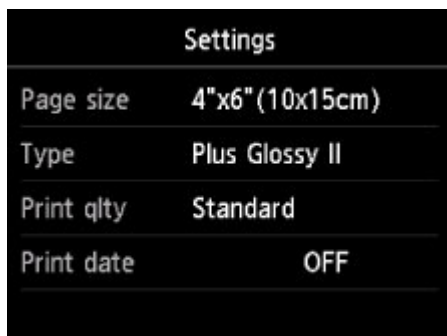 Settings
Page size 4"x6"(10x15cm)
Type Plus Glossy II
Print qlty Standard
Print date OFF